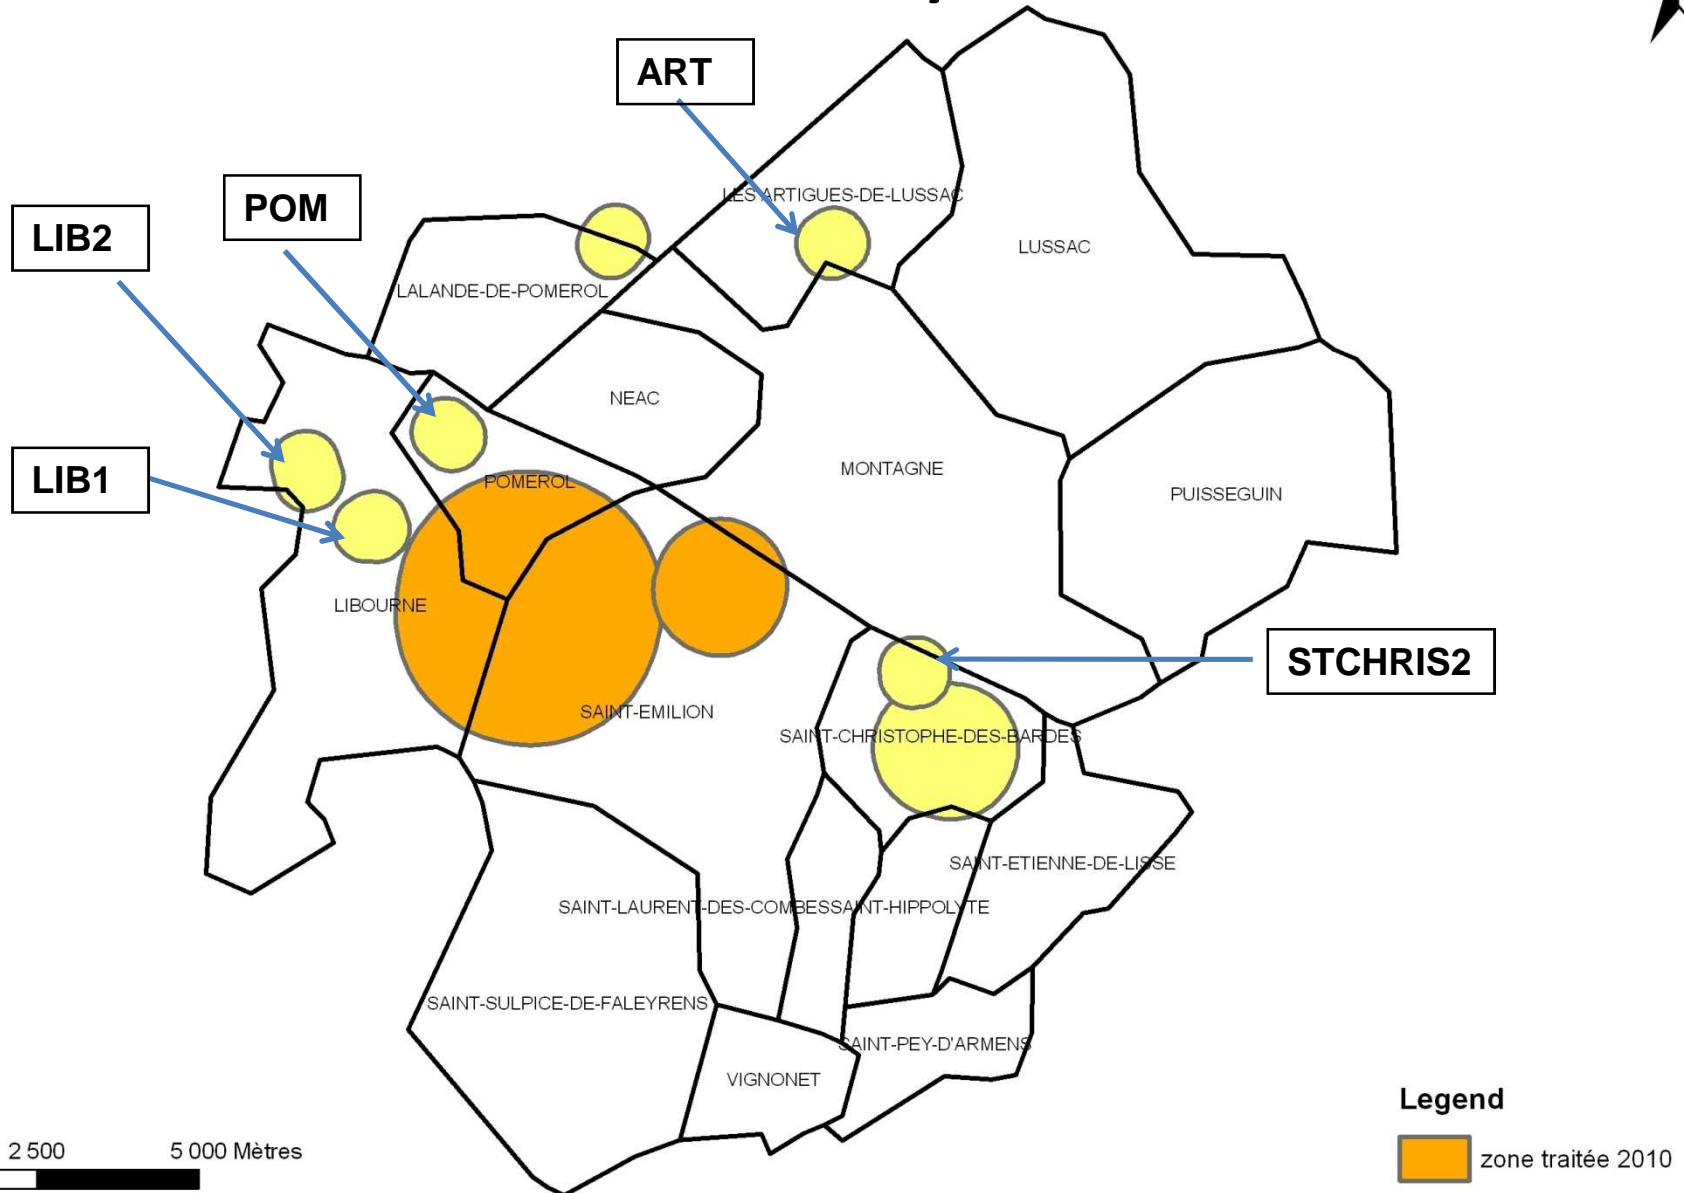 ART
POM
LIB2
LES ARTIGUES-DE-LUSSAC
LUSSAC
LALANDE-DE-POMEROL
NEAC
LIB1
POMEROL
MONTAGNE
PUISSEGUIN
LIBOURNE
STCHRIS2
SAINT-EMILION
SAINT-CHRISTOPHE-DES-BARDES
SAINT-ETIENNE-DE-LISSE
SAINT-LAURENT-DES-COMBES
SAINT-HIPPOLYTE
SAINT-SULPICE-DE-FALEYRENS
SAINT-PEY-D'ARMENS
VIGNONET
Legend
2 500 5 000 Mètres
zone traitée 2010